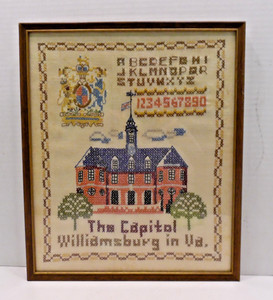 ABCDEFGHI
JKLMNOPQR
STUVWXYZ
1234567890
The Capitol
Williamsburg in Va.